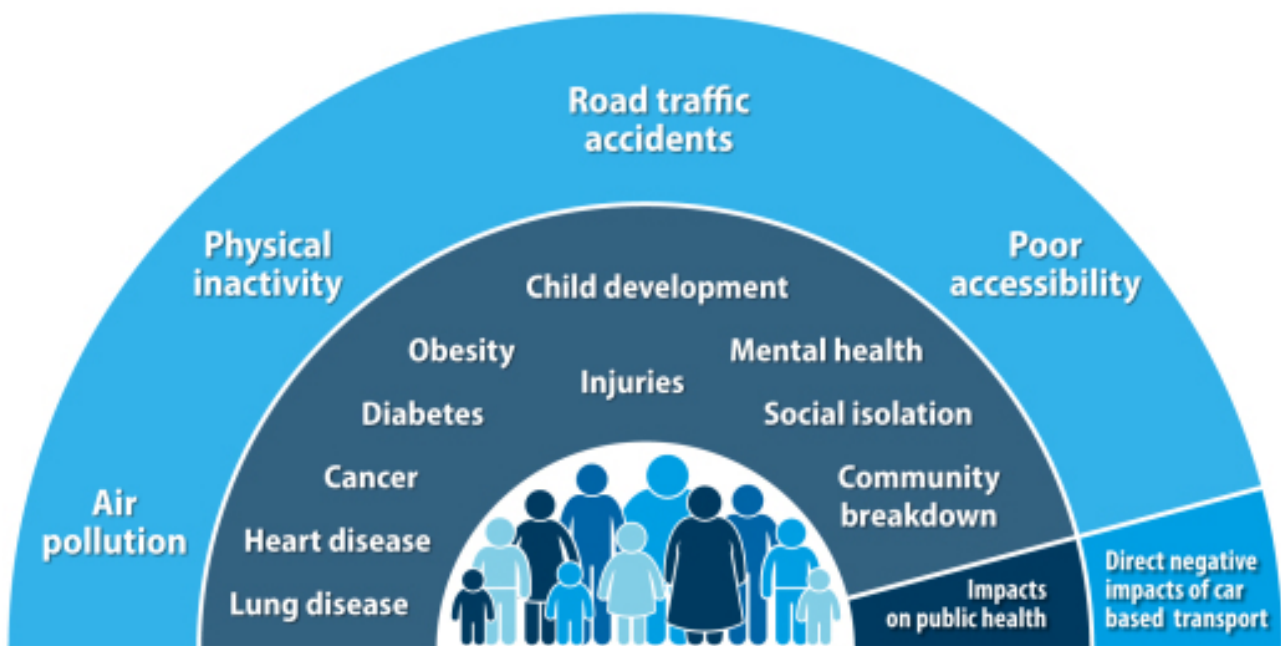 Road traffic
accidents
Physical
inactivity
Poor
accessibility
Air
pollution
Child development
Obesity
Mental health
Injuries
Diabetes
Social isolation
Cancer
Community
breakdown
Heart disease
Lung disease
Impacts
on public health
Direct negative
impacts of car
based transport